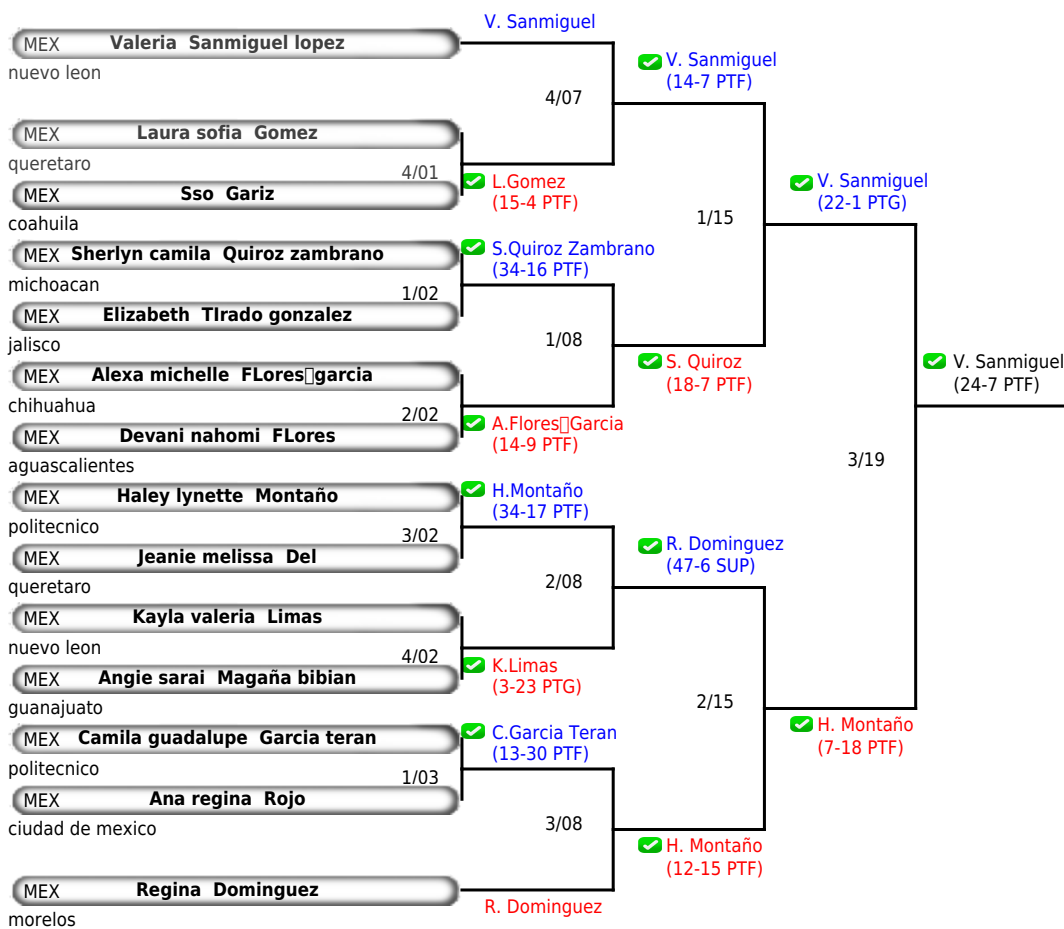 V. Sanmiguel
MEX Valeria Sanmiguel lopez
nuevo leon
V. Sanmiguel
(14-7 PTF)
4/07
MEX Laura sofia Gomez
queretaro
4/01
MEX Sso Gariz
coahuila
L.Gomez
(15-4 PTF)
V. Sanmiguel
(22-1 PTG)
1/15
MEX Sherlyn camila Quiroz zambrano
michoacan
S.Quiroz Zambrano
(34-16 PTF)
1/02
MEX Elizabeth TIrado gonzalez
jalisco
1/08
MEX Alexa michelle FLores□garcia
chihuahua
S. Quiroz
(18-7 PTF)
V. Sanmiguel
(24-7 PTF)
2/02
MEX Devani nahomi FLores
aguascalientes
A.Flores□Garcia
(14-9 PTF)
3/19
MEX Haley lynette Montaño
politecnico
H.Montaño
(34-17 PTF)
3/02
MEX Jeanie melissa Del
queretaro
R. Dominguez
(47-6 SUP)
2/08
MEX Kayla valeria Limas
nuevo leon
4/02
MEX Angie sarai Magaña bibian
guanajuato
K.Limas
(3-23 PTG)
2/15
MEX Camila guadalupe Garcia teran
politecnico
C.Garcia Teran
(13-30 PTF)
H. Montaño
(7-18 PTF)
1/03
MEX Ana regina Rojo
ciudad de mexico
3/08
H. Montaño
(12-15 PTF)
MEX Regina Dominguez
morelos
R. Dominguez